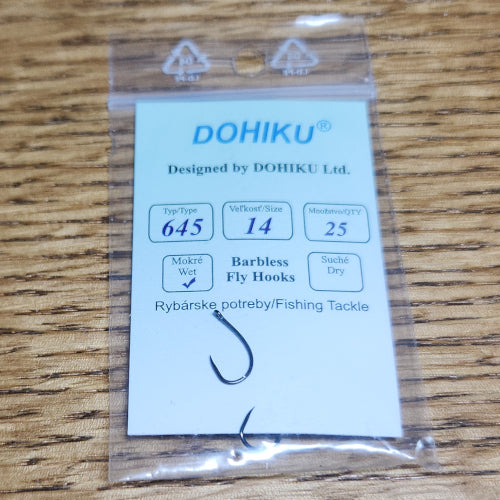 DOHIKU®
Designed by DOHIKU Ltd.
Typ/Type Veľkosť/Size Množstvo/QTY
645 14 25
Mokré Barbless Suché
Wet Fly Hooks Dry
Rybárske potreby/Fishing Tackle